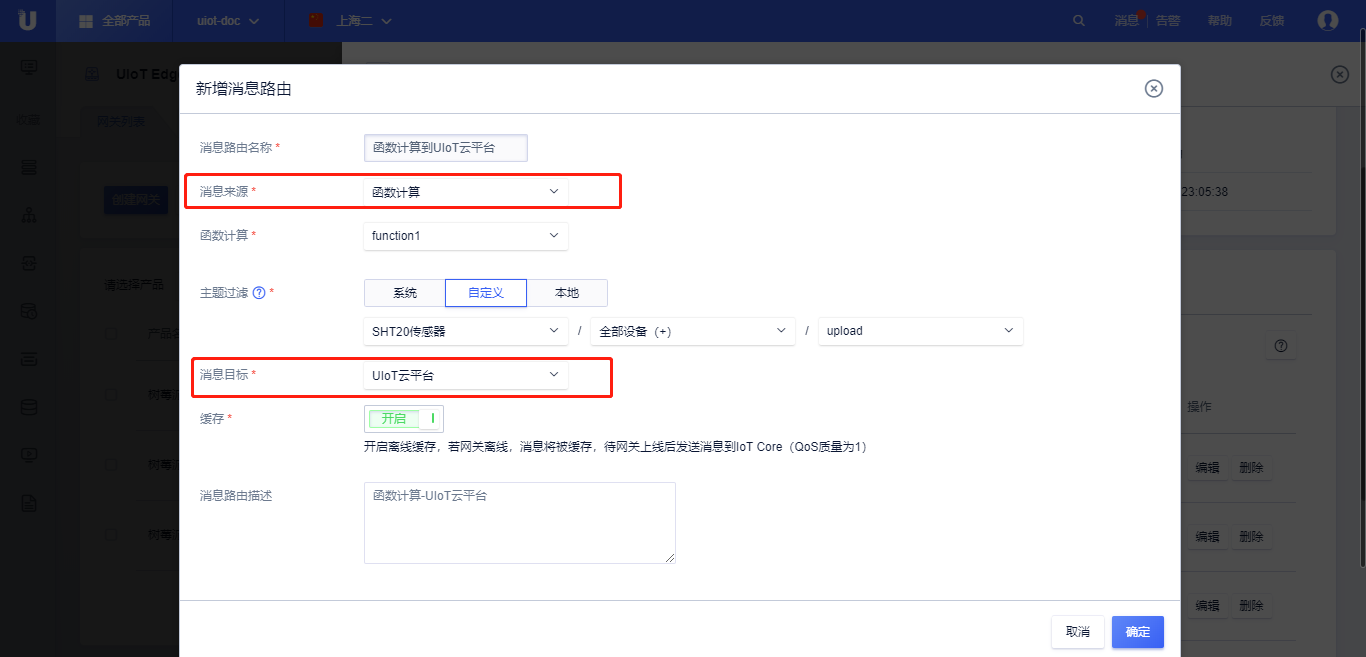 全部产品 uiot-doc 上海二 消息 告警 帮助 反馈
UIoT Edg
新增消息路由
网关列表
消息路由名称 * 函数计算到UIoT云平台
消息来源 * 函数计算
创建网关
23:05:38
函数计算 * function1
请选择产品
主题过滤 ? * 系统 自定义 本地
产品名
SHT20传感器 / 全部设备（+） / upload
消息目标 * UIoT云平台
树莓派
操作
缓存 * 开启
开启离线缓存，若网关离线，消息将被缓存，待网关上线后发送消息到IoT Core（QoS质量为1）
树莓派
编辑 删除
消息路由描述 函数计算-UIoT云平台
树莓派
编辑 删除
编辑 删除
取消 确定